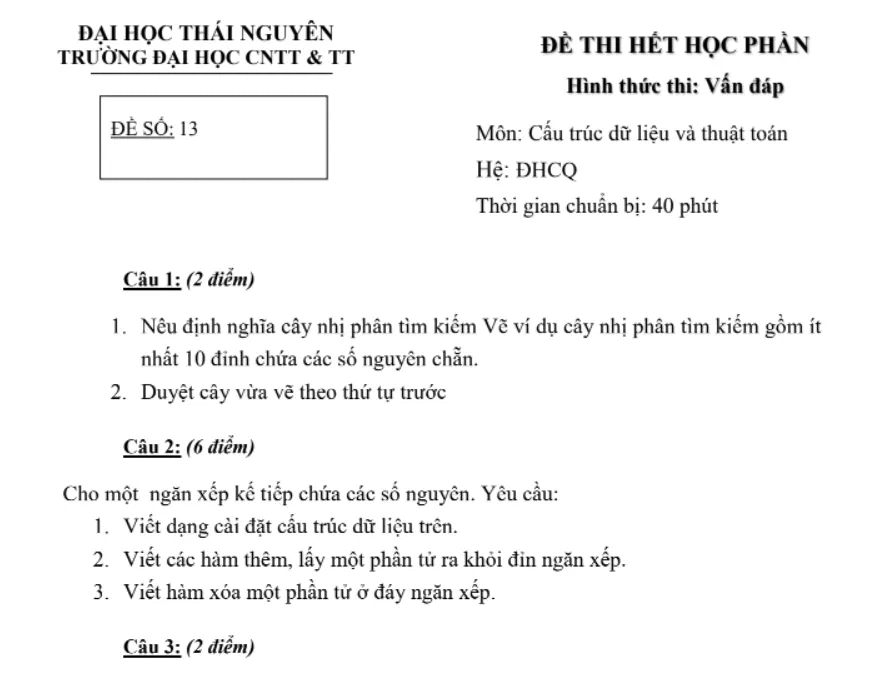 ĐẠI HỌC THÁI NGUYÊN
TRƯỜNG ĐẠI HỌC CNTT & TT
ĐỀ SỐ: 13
ĐỀ THI HẾT HỌC PHẦN
Hình thức thi: Vấn đáp
Môn: Cấu trúc dữ liệu và thuật toán
Hệ: ĐHCQ
Thời gian chuẩn bị: 40 phút
Câu 1: (2 điểm)
1. Nêu định nghĩa cây nhị phân tìm kiếm Vẽ ví dụ cây nhị phân tìm kiếm gồm ít
nhất 10 đỉnh chứa các số nguyên chẵn.
2. Duyệt cây vừa vẽ theo thứ tự trước
Câu 2: (6 điểm)
Cho một ngăn xếp kế tiếp chứa các số nguyên. Yêu cầu:
1. Viết dạng cài đặt cấu trúc dữ liệu trên.
2. Viết các hàm thêm, lấy một phần tử ra khỏi đỉn ngăn xếp.
3. Viết hàm xóa một phần tử ở đáy ngăn xếp.
Câu 3: (2 điểm)